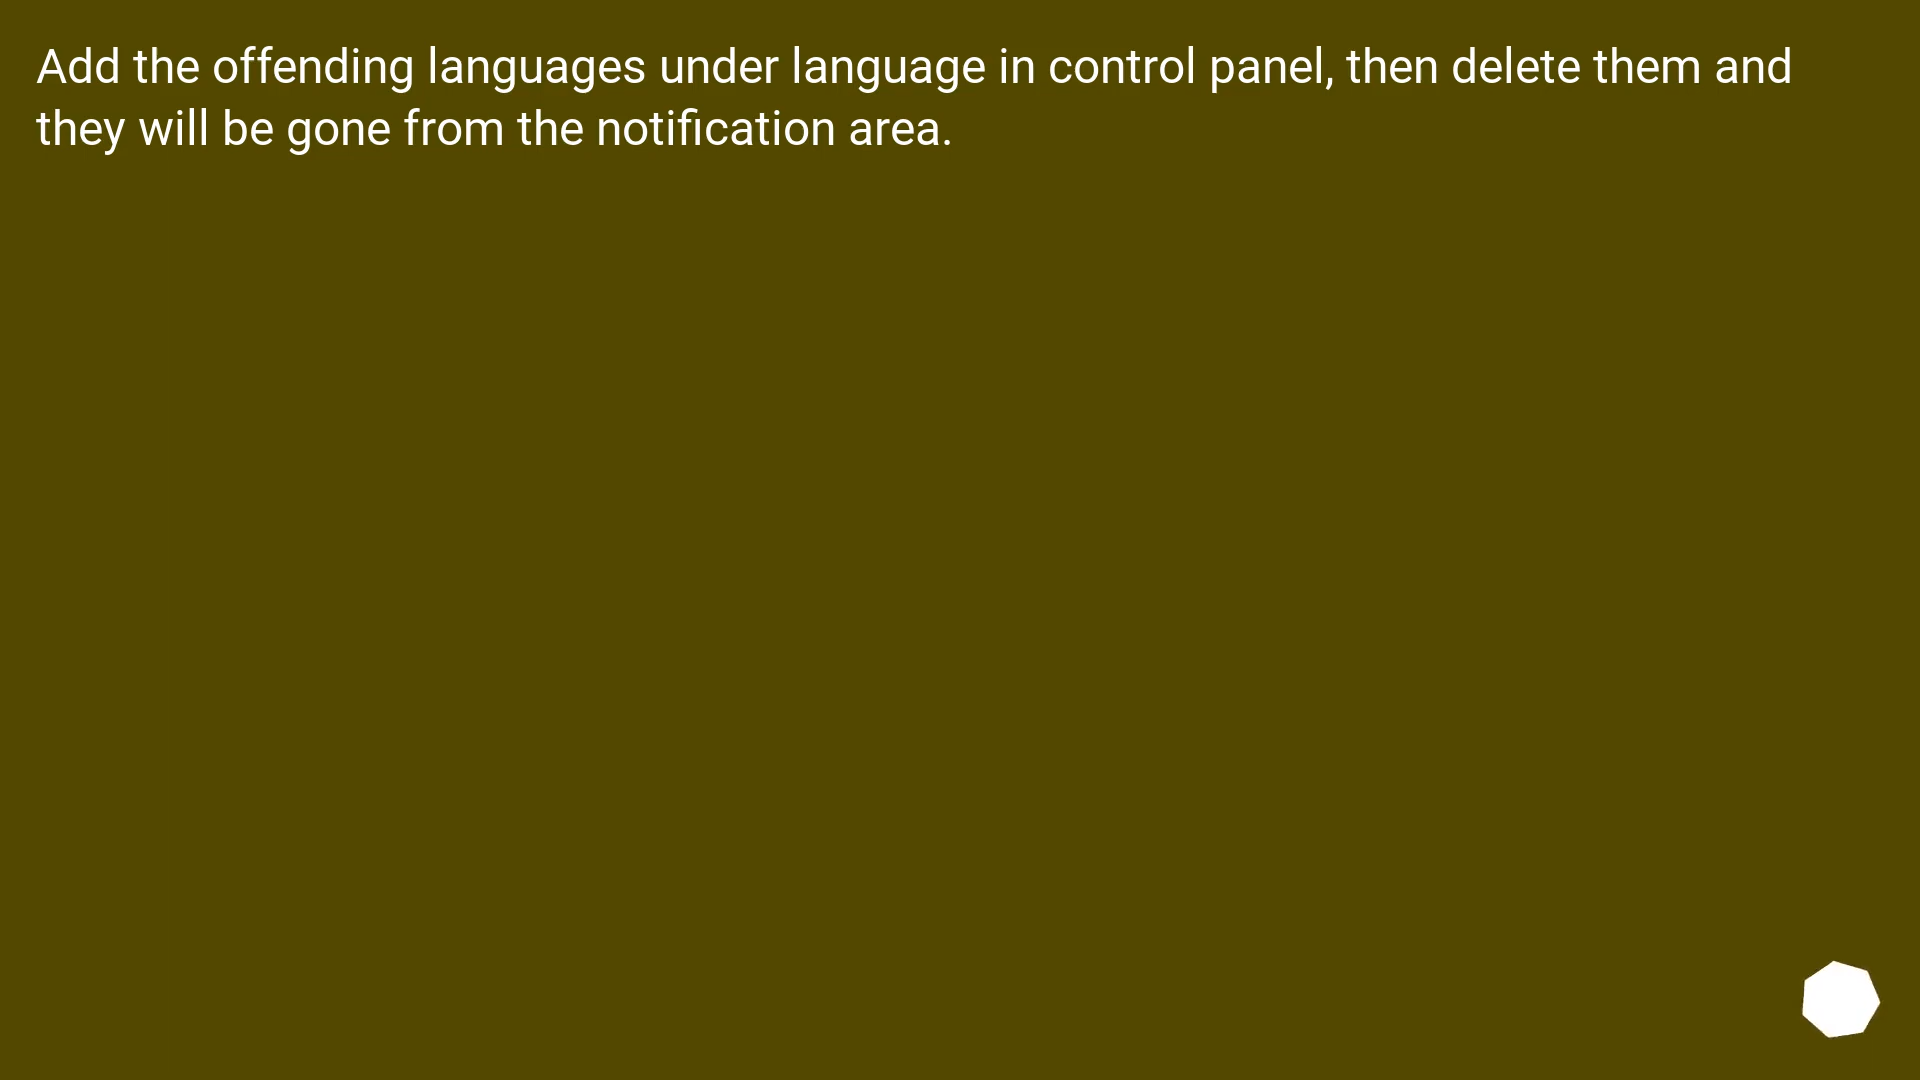 Add the offending languages under language in control panel, then delete them and
they will be gone from the notification area.